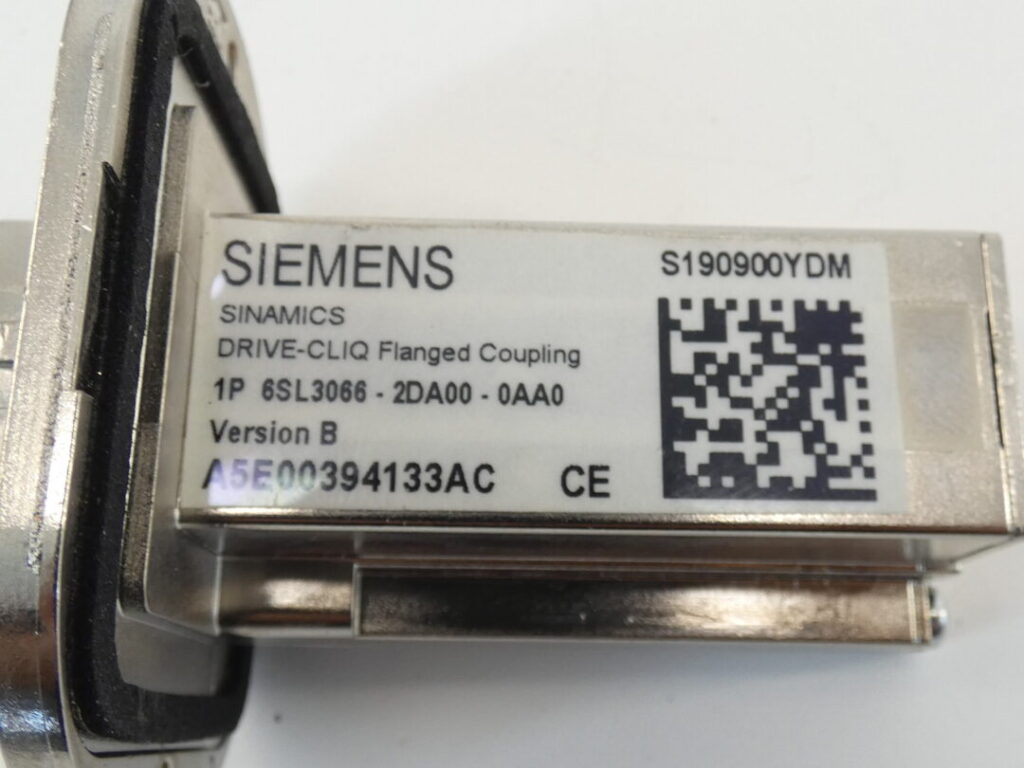 SIEMENS
S190900YDM
SINAMICS
DRIVE-CLIQ Flanged Coupling
1P 6SL3066 - 2DA00 - 0AA0
Version B
A5E00394133AC CE